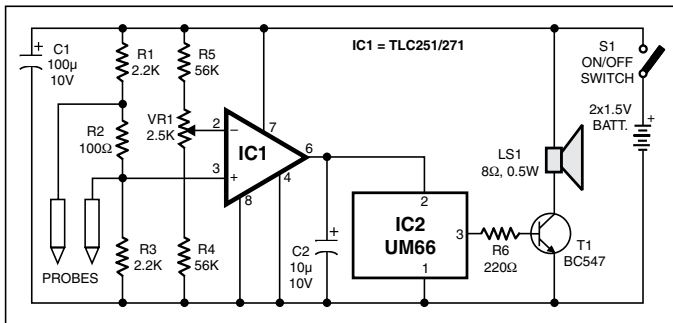 C1
100µ
10V
R1
2.2K
R5
56K
IC1 = TLC251/271
S1
ON/OFF
SWITCH
VR1
2.5K
2
–
7
R2
100Ω
IC1
6
3
+
4
8
2x1.5V
BATT.
+
LS1
8Ω, 0.5W
2
IC2
UM66
3
1
R6
220Ω
T1
BC547
C2
10µ
10V
+
R3
2.2K
R4
56K
PROBES
+